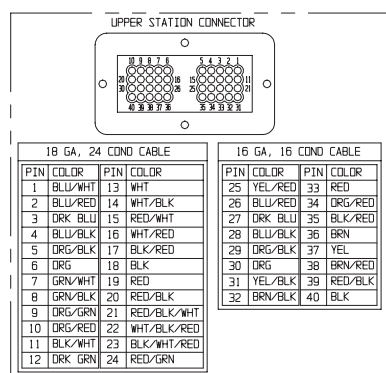 UPPER STATION CONNECTOR
10 9 8 7 6 5 4 3 2 1
20 16 15 11
30 26 25 21
40 39 38 37 36 35 34 33 32 31
18 GA, 24 COND CABLE
PIN COLOR PIN COLOR
1 BLU/WHT 13 WHT
2 BLU/RED 14 WHT/BLK
3 DRK BLU 15 RED/WHT
4 BLU/BLK 16 WHT/RED
5 ORG/BLK 17 BLK/RED
6 ORG 18 BLK
7 GRN/WHT 19 RED
8 GRN/BLK 20 RED/BLK
9 ORG/GRN 21 RED/BLK/WHT
10 ORG/RED 22 WHT/BLK/RED
11 BLK/WHT 23 BLK/WHT/RED
12 DRK GRN 24 RED/GRN
16 GA, 16 COND CABLE
PIN COLOR PIN COLOR
25 YEL/RED 33 RED
26 BLU/RED 34 ORG/RED
27 DRK BLU 35 BLK/RED
28 BLU/BLK 36 BRN
29 ORG/BLK 37 YEL
30 ORG 38 BRN/RED
31 YEL/BLK 39 RED/BLK
32 BRN/BLK 40 BLK